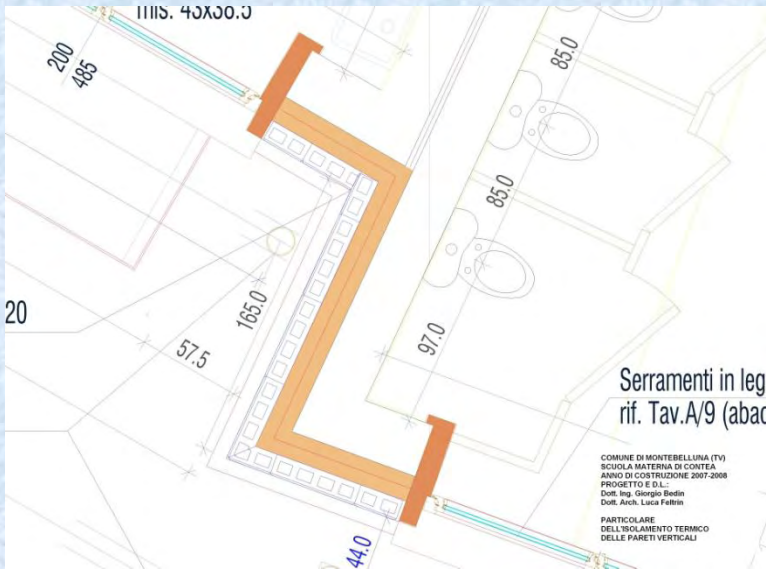 mis. 43x38.5
200
485
85.0
85.0
20
165.0
57.5
97.0
Serramenti in leg
rif. Tav.A/9 (abac
COMUNE DI MONTEBELLUNA (TV)
SCUOLA MATERNA DI CONTEA
ANNO DI COSTRUZIONE 2007-2008
PROGETTO E D.L.:
Dott. Ing. Giorgio Bedin
Dott. Arch. Luca Feltrin
PARTICOLARE
DELL'ISOLAMENTO TERMICO
DELLE PARETI VERTICALI
44.0